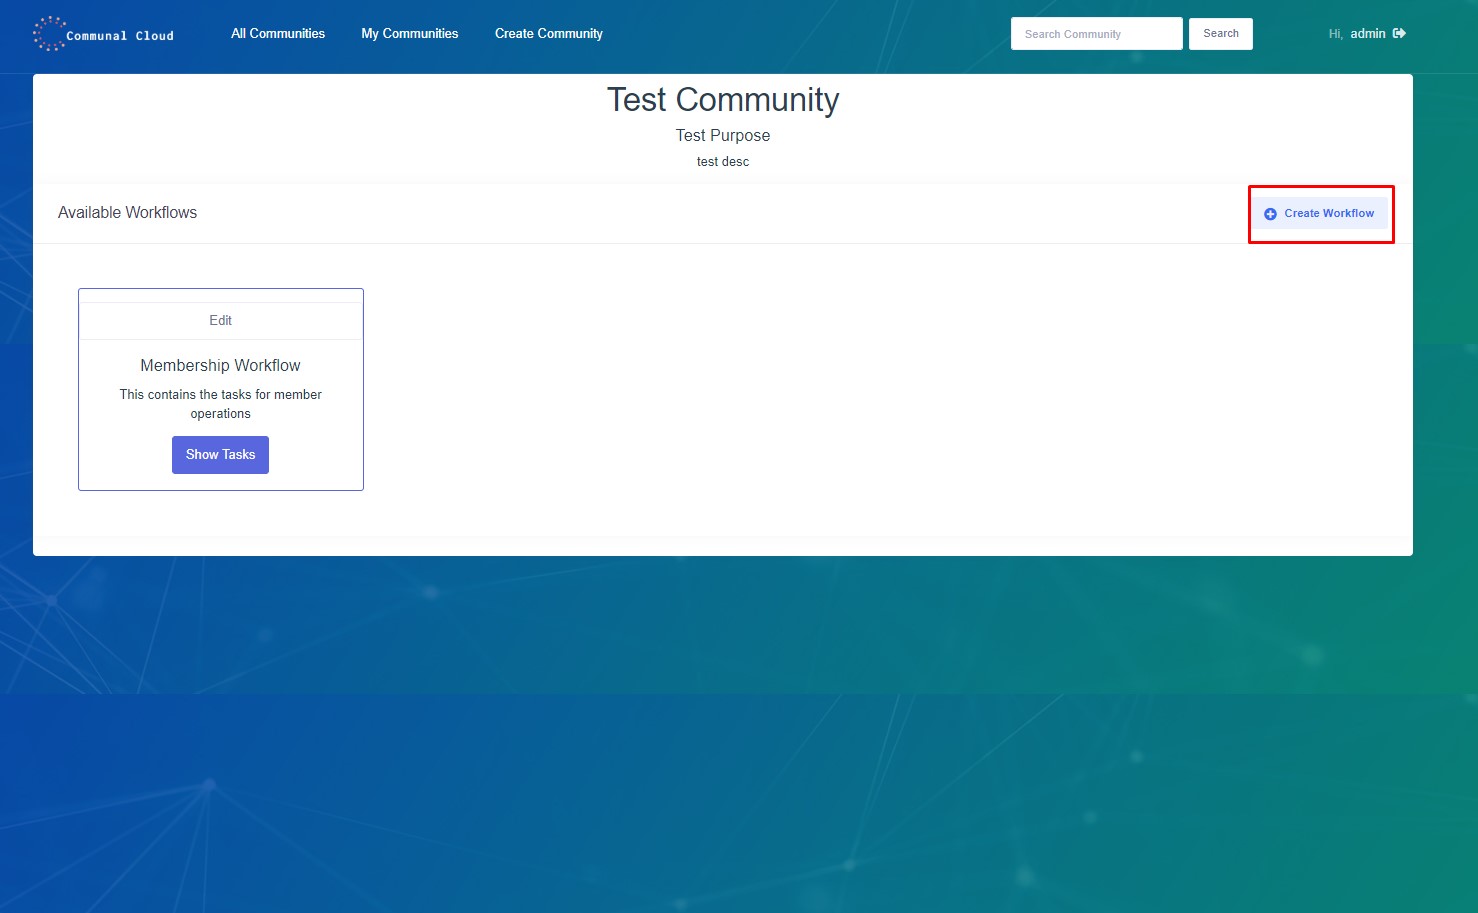 Communal Cloud
All Communities
My Communities
Create Community
Search Community
Search
Hi, admin
Test Community
Test Purpose
test desc
Available Workflows
Create Workflow
Edit
Membership Workflow
This contains the tasks for member
operations
Show Tasks